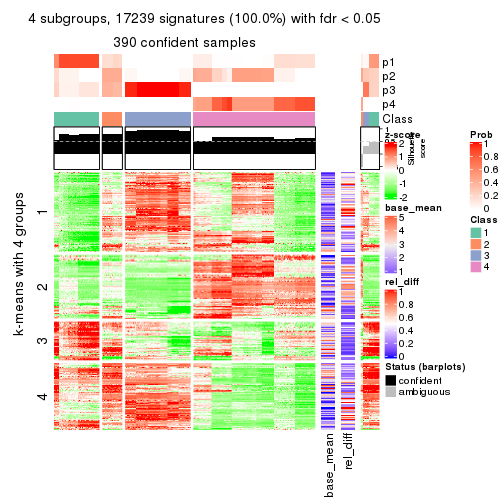 4 subgroups, 17239 signatures (100.0%) with fdr < 0.05
390 confident samples
p1
p2
p3
p4
Class
1
Silhouette
score
z-score
2
1
0
-1
-2
base_mean
5
4
3
2
1
rel_diff
1
0.8
0.6
0.4
0.2
0
Status (barplots)
confident
ambiguous
Prob
1
0.8
0.6
0.4
0.2
0
Class
1
2
3
4
k-means with 4 groups
1
2
3
4
base_mean
rel_diff